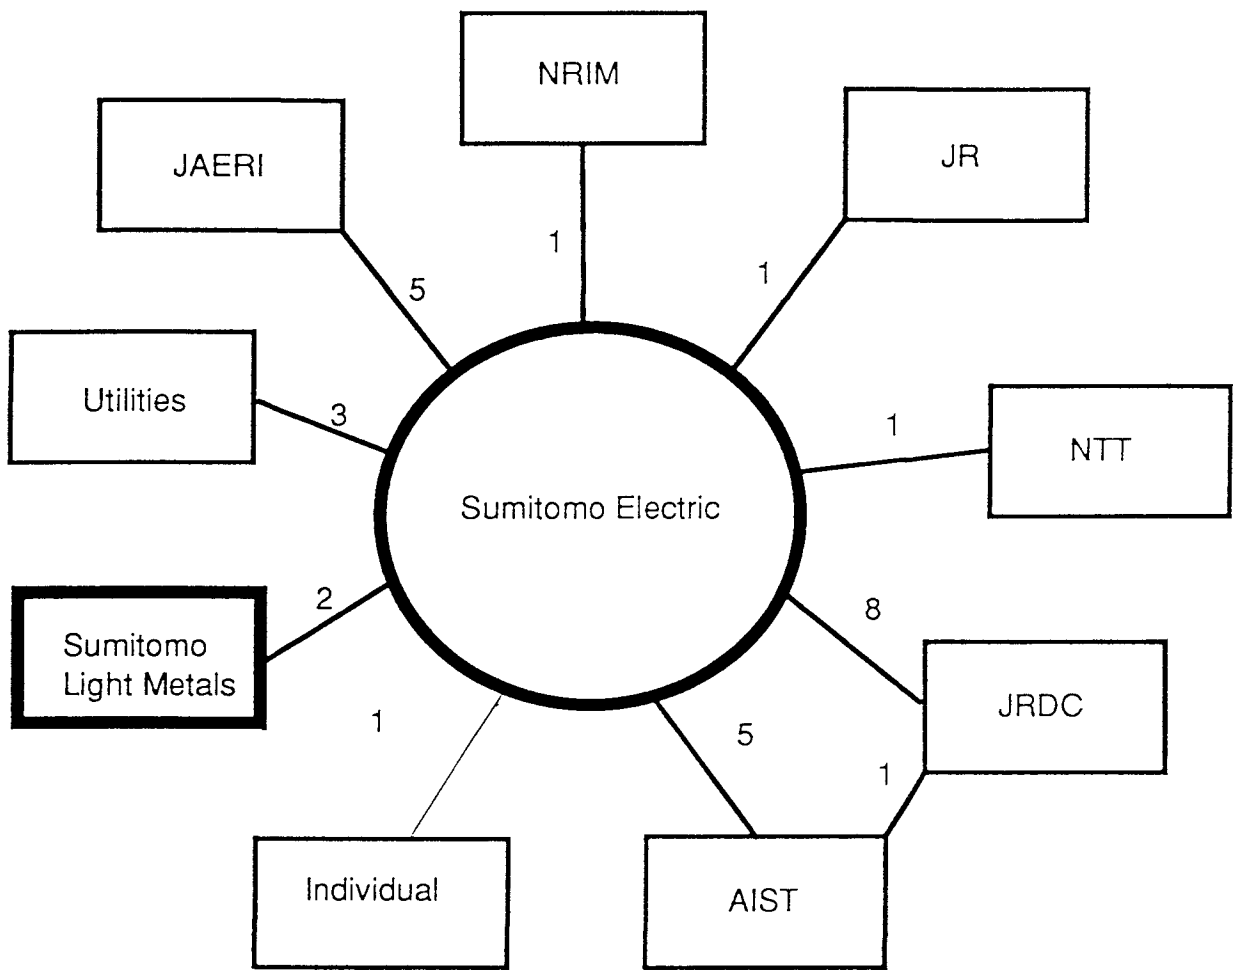 NRIM
JR
JAERI
1
1
5
Utilities
3
1
NTT
Sumitomo Electric
2
8
Sumitomo
Light Metals
JRDC
1
5
1
Individual
AIST